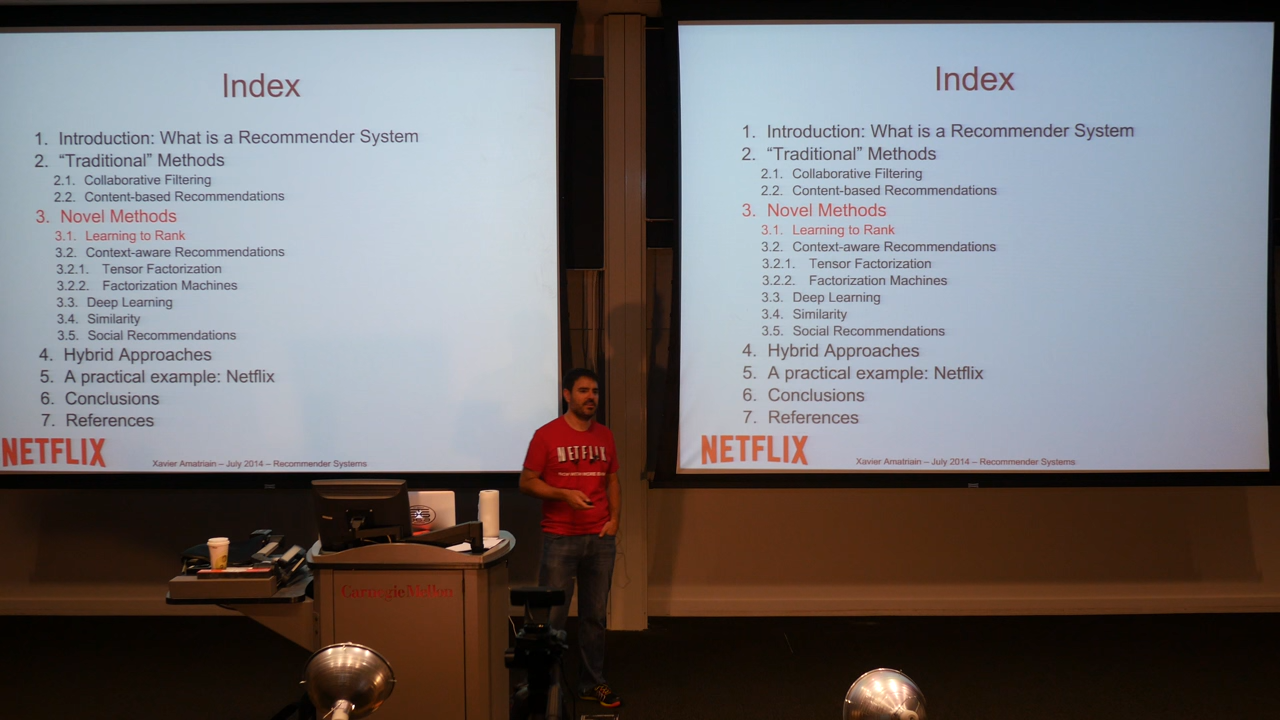 Index
1. Introduction: What is a Recommender System
2. “Traditional” Methods
2.1. Collaborative Filtering
2.2. Content-based Recommendations
3. Novel Methods
3.1. Learning to Rank
3.2. Context-aware Recommendations
3.2.1. Tensor Factorization
3.2.2. Factorization Machines
3.3. Deep Learning
3.4. Similarity
3.5. Social Recommendations
4. Hybrid Approaches
5. A practical example: Netflix
6. Conclusions
7. References
NETFLIX
Xavier Amatriain – July 2014 – Recommender Systems
Index
1. Introduction: What is a Recommender System
2. “Traditional” Methods
2.1. Collaborative Filtering
2.2. Content-based Recommendations
3. Novel Methods
3.1. Learning to Rank
3.2. Context-aware Recommendations
3.2.1. Tensor Factorization
3.2.2. Factorization Machines
3.3. Deep Learning
3.4. Similarity
3.5. Social Recommendations
4. Hybrid Approaches
5. A practical example: Netflix
6. Conclusions
7. References
NETFLIX
Xavier Amatriain – July 2014 – Recommender Systems
NETFLIX
Carnegie Mellon